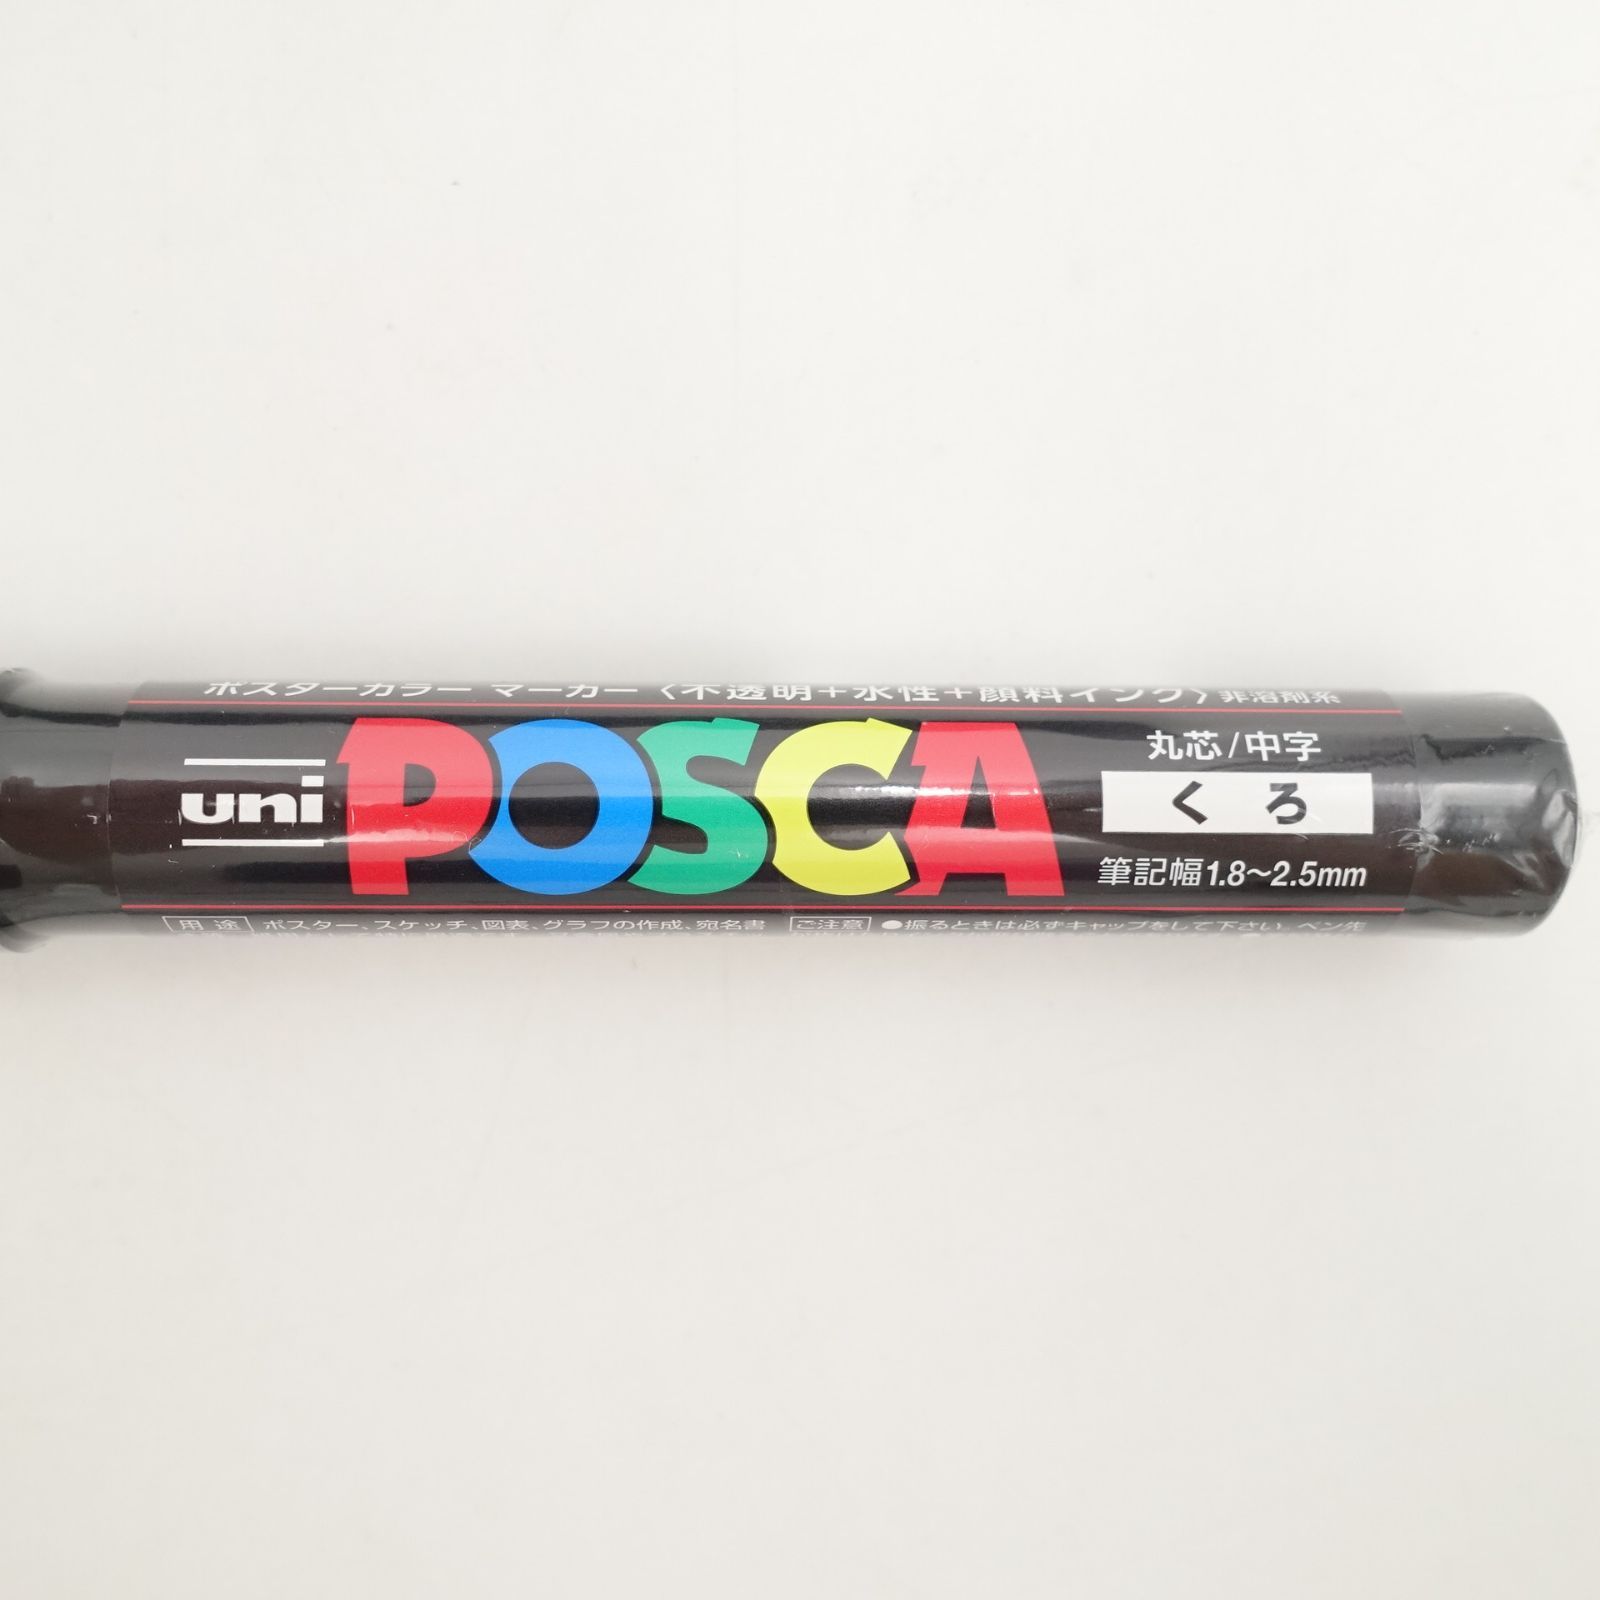 ポスターカラー マーカー〈不透明+水性+顔料インク〉非溶剤系
uni
POSCA
丸芯/中字
くろ
筆記幅1.8〜2.5mm
用途 ポスター、スケッチ、図表、グラフの作成、宛名書
ご注意 ●振るときは必ずキャップをして下さい。ペン先